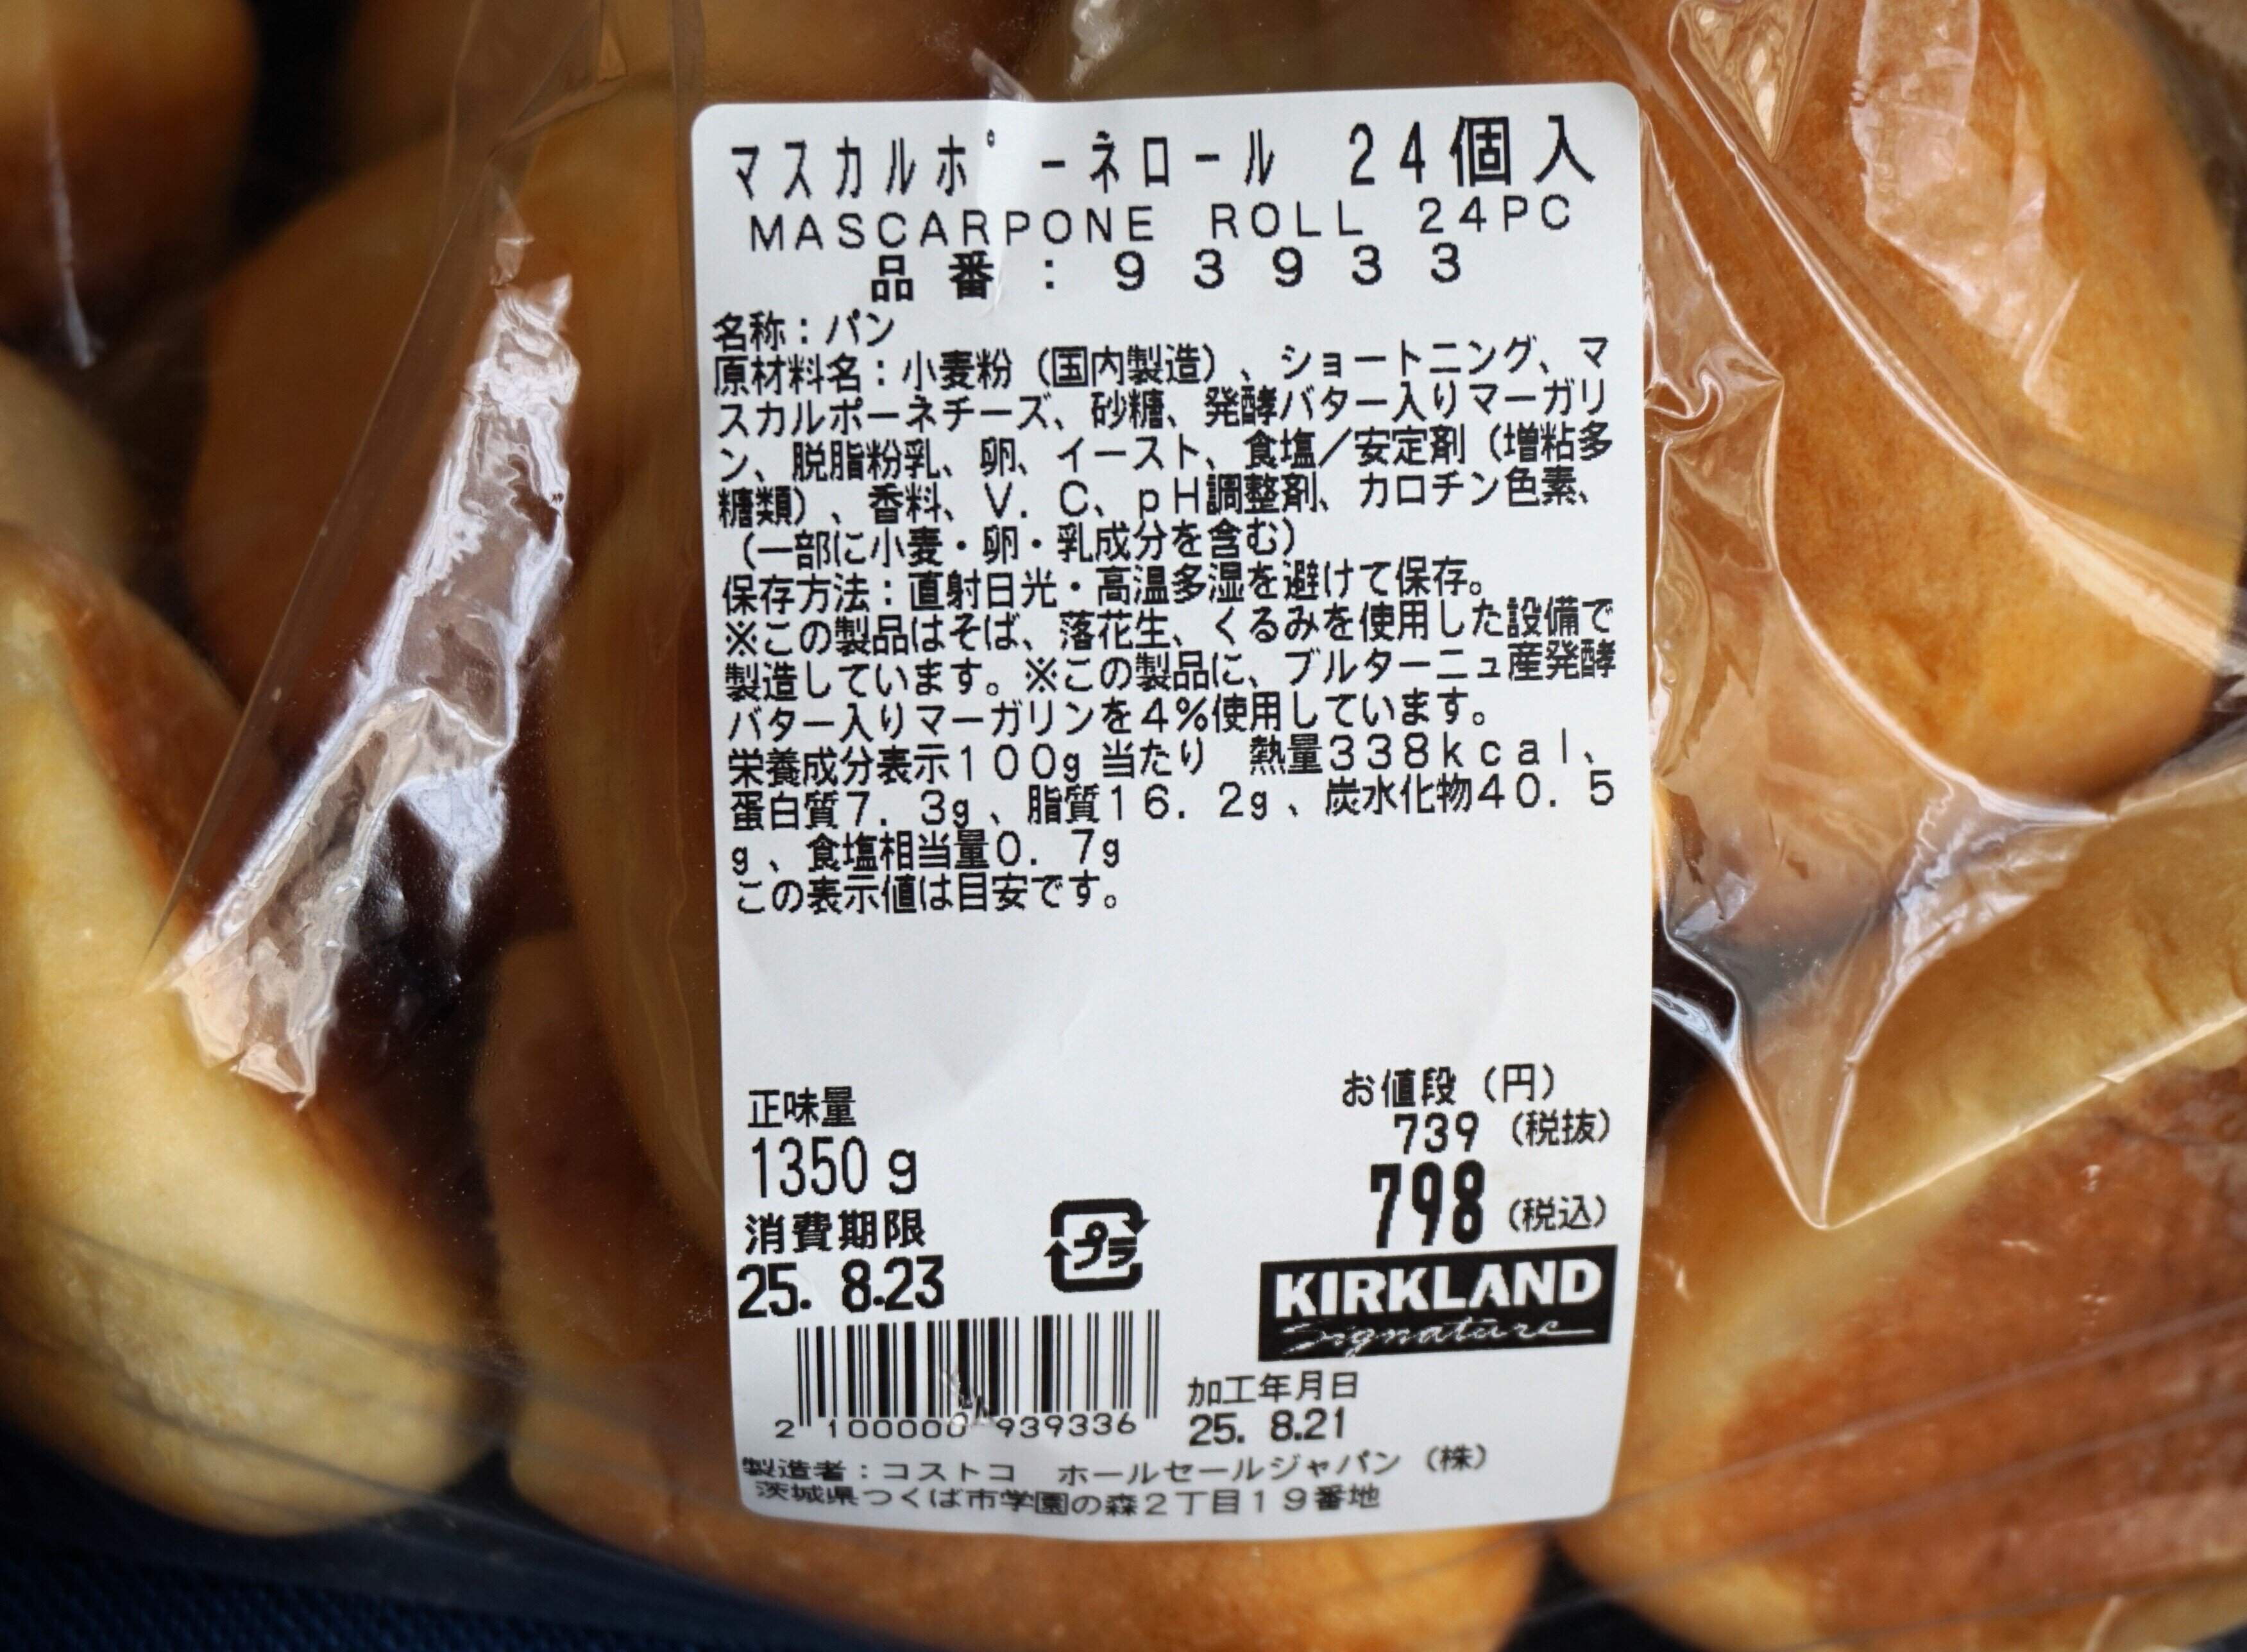 マスカルポーネロール 24個入
MASCARPONE ROLL 24PC
品番:93933
名称:パン
原材料名:小麦粉(国内製造)、ショートニング、マ
スカルポーネチーズ、砂糖、発酵バター入りマーガリ
ン、脱脂粉乳、卵、イースト、食塩/安定剤(増粘多
糖類)、香料、V.C、pH調整剤、カロチン色素、
(一部に小麦・卵・乳成分を含む)
保存方法:直射日光・高温多湿を避けて保存。
※この製品はそば、落花生、くるみを使用した設備で
製造しています。※この製品に、ブルターニュ産発酵
バター入りマーガリンを4%使用しています。
栄養成分表示100g当たり 熱量338kcal、
蛋白質7.3g、脂質16.2g、炭水化物40.5
g、食塩相当量0.7g
この表示値は目安です。
正味量
1350g
消費期限
25. 8.23
プラ
お値段(円)
739(税抜)
798(税込)
KIRKLAND
Signature
2 100000 939336
加工年月日
25. 8.21
製造者:コストコ ホールセールジャパン(株)
茨城県つくば市学園の森2丁目19番地